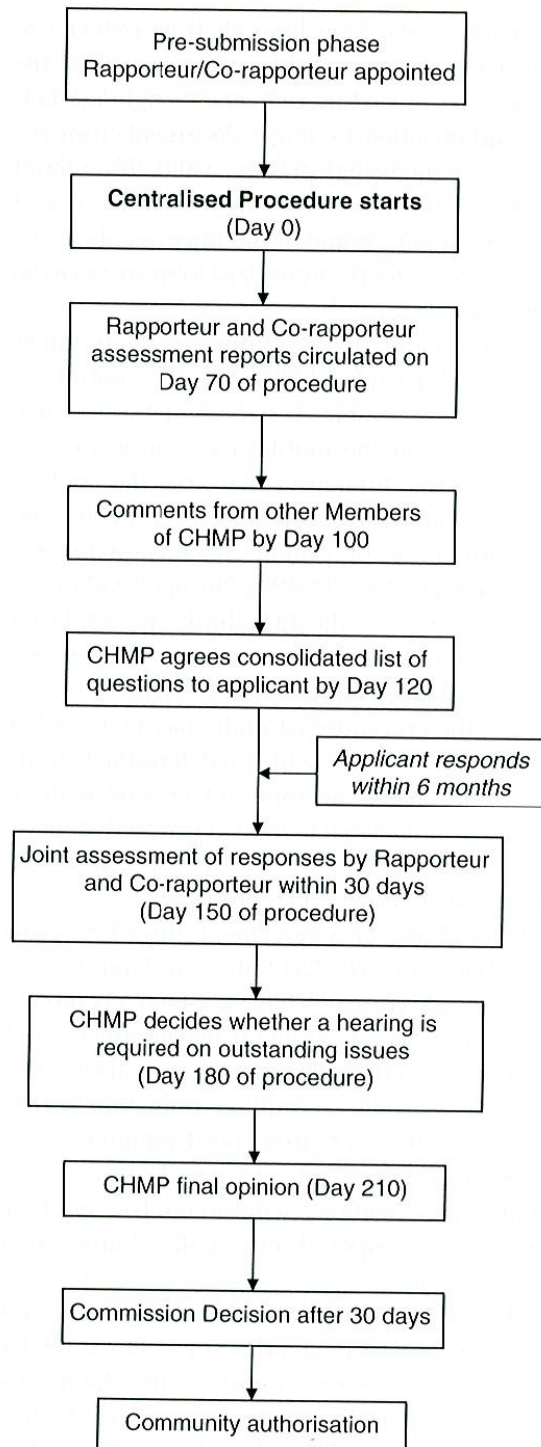 Pre-submission phase
Rapporteur/Co-rapporteur appointed
Centralised Procedure starts
(Day 0)
Rapporteur and Co-rapporteur
assessment reports circulated on
Day 70 of procedure
Comments from other Members
of CHMP by Day 100
CHMP agrees consolidated list of
questions to applicant by Day 120
Applicant responds
within 6 months
Joint assessment of responses by Rapporteur
and Co-rapporteur within 30 days
(Day 150 of procedure)
CHMP decides whether a hearing is
required on outstanding issues
(Day 180 of procedure)
CHMP final opinion (Day 210)
Commission Decision after 30 days
Community authorisation